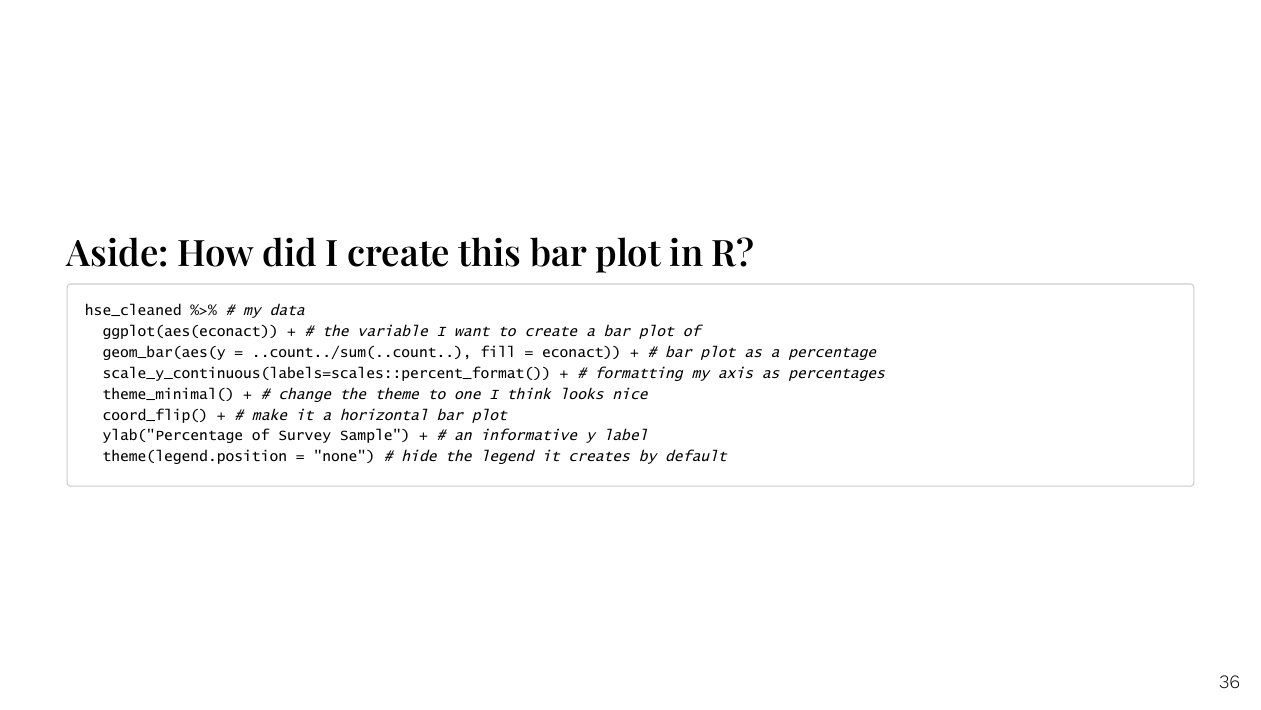 Aside: How did I create this bar plot in R?
hse_cleaned %>% # my data
  ggplot(aes(econact)) + # the variable I want to create a bar plot of
  geom_bar(aes(y = ..count../sum(..count..), fill = econact)) + # bar plot as a percentage
  scale_y_continuous(labels=scales::percent_format()) + # formatting my axis as percentages
  theme_minimal() + # change the theme to one I think looks nice
  coord_flip() + # make it a horizontal bar plot
  ylab("Percentage of Survey Sample") + # an informative y label
  theme(legend.position = "none") # hide the legend it creates by default
36